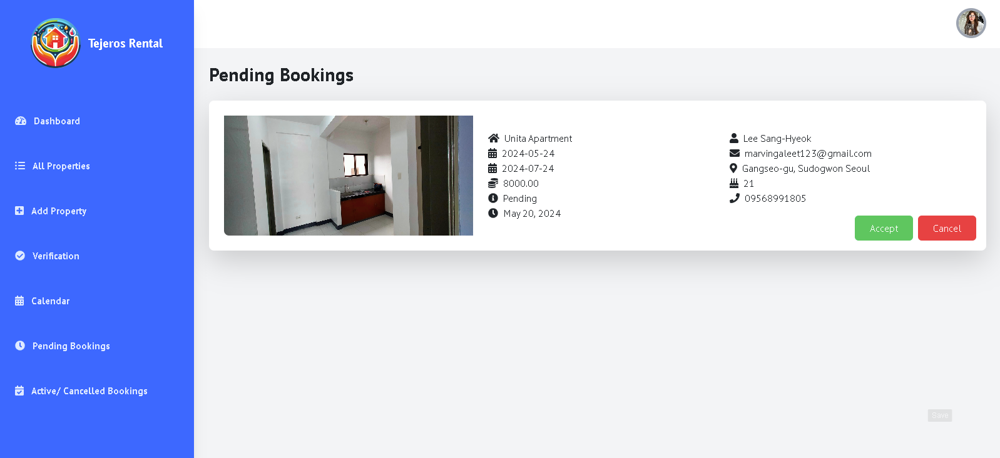 Tejeros Rental
Dashboard
All Properties
Add Property
Verification
Calendar
Pending Bookings
Active/ Cancelled Bookings
Pending Bookings
Unita Apartment
2024-05-24
2024-07-24
8000.00
Pending
May 20, 2024
Lee Sang-Hyeok
marvingaleet123@gmail.com
Gangseo-gu, Sudogwon Seoul
21
09568991805
Accept
Cancel
Save